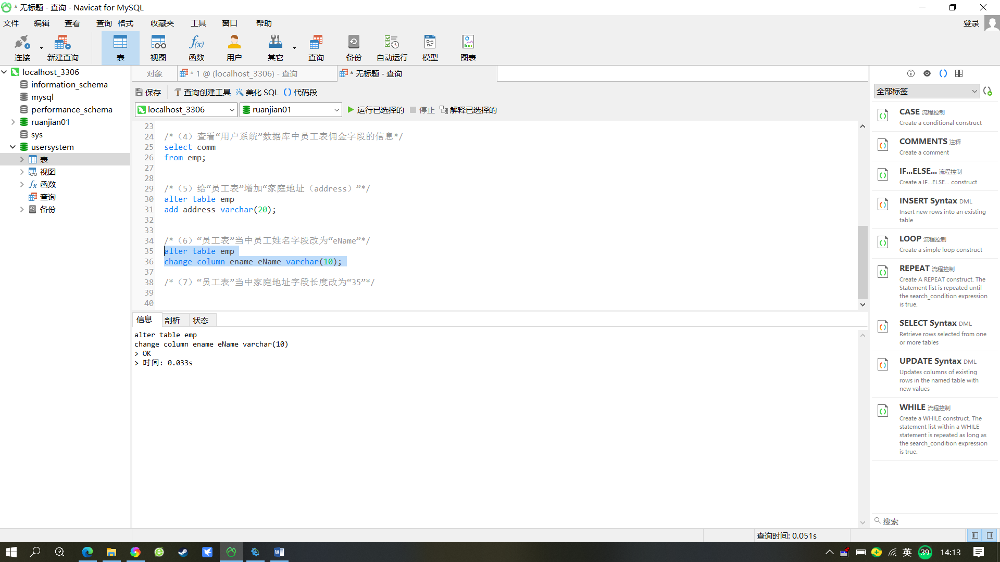 * 无标题 - 查询 - Navicat for MySQL
文件 编辑 查看 查询 格式 收藏夹 工具 窗口 帮助 登录
连接 新建查询 表 视图 函数 用户 其它 查询 备份 自动运行 模型 图表
localhost_3306
information_schema
mysql
performance_schema
ruanjian01
sys
usersystem
表
视图
函数
查询
备份
对象 * 1 @ (localhost_3306) - 查询 * 无标题 - 查询
保存 查询创建工具 美化 SQL 代码段
localhost_3306 ruanjian01 运行已选择的 停止 解释已选择的
23
24 /*（4）查看“用户系统”数据库中员工表佣金字段的信息*/
25 select comm
26 from emp;
27
28
29 /*（5）给“员工表”增加“家庭地址（address）”*/
30 alter table emp
31 add address varchar(20);
32
33
34 /*（6）“员工表”当中员工姓名字段改为“eName”*/
35 alter table emp
36 change column ename eName varchar(10);
37
38 /*（7）“员工表”当中家庭地址字段长度改为“35”*/
39
40
信息 剖析 状态
alter table emp
change column ename eName varchar(10)
> OK
> 时间: 0.033s
全部标签
CASE 流程控制
Create a conditional construct
COMMENTS 注释
Create a comment
IF...ELSE... 流程控制
Create a IF...ELSE... construct
INSERT Syntax DML
Insert new rows into an existing
table
LOOP 流程控制
Create a simple loop construct
REPEAT 流程控制
Create A REPEAT construct. The
Statement list is repeated until
the search_condition expression
is true.
SELECT Syntax DML
Retrieve rows selected from one
or more tables
UPDATE Syntax DML
Updates columns of existing
rows in the named table with
new values
WHILE 流程控制
Create a WHILE construct. The
statement list within a WHILE
statement is repeated as long as
the search_condition expression
is true.
搜索
查询时间: 0.051s
英 39 14:13